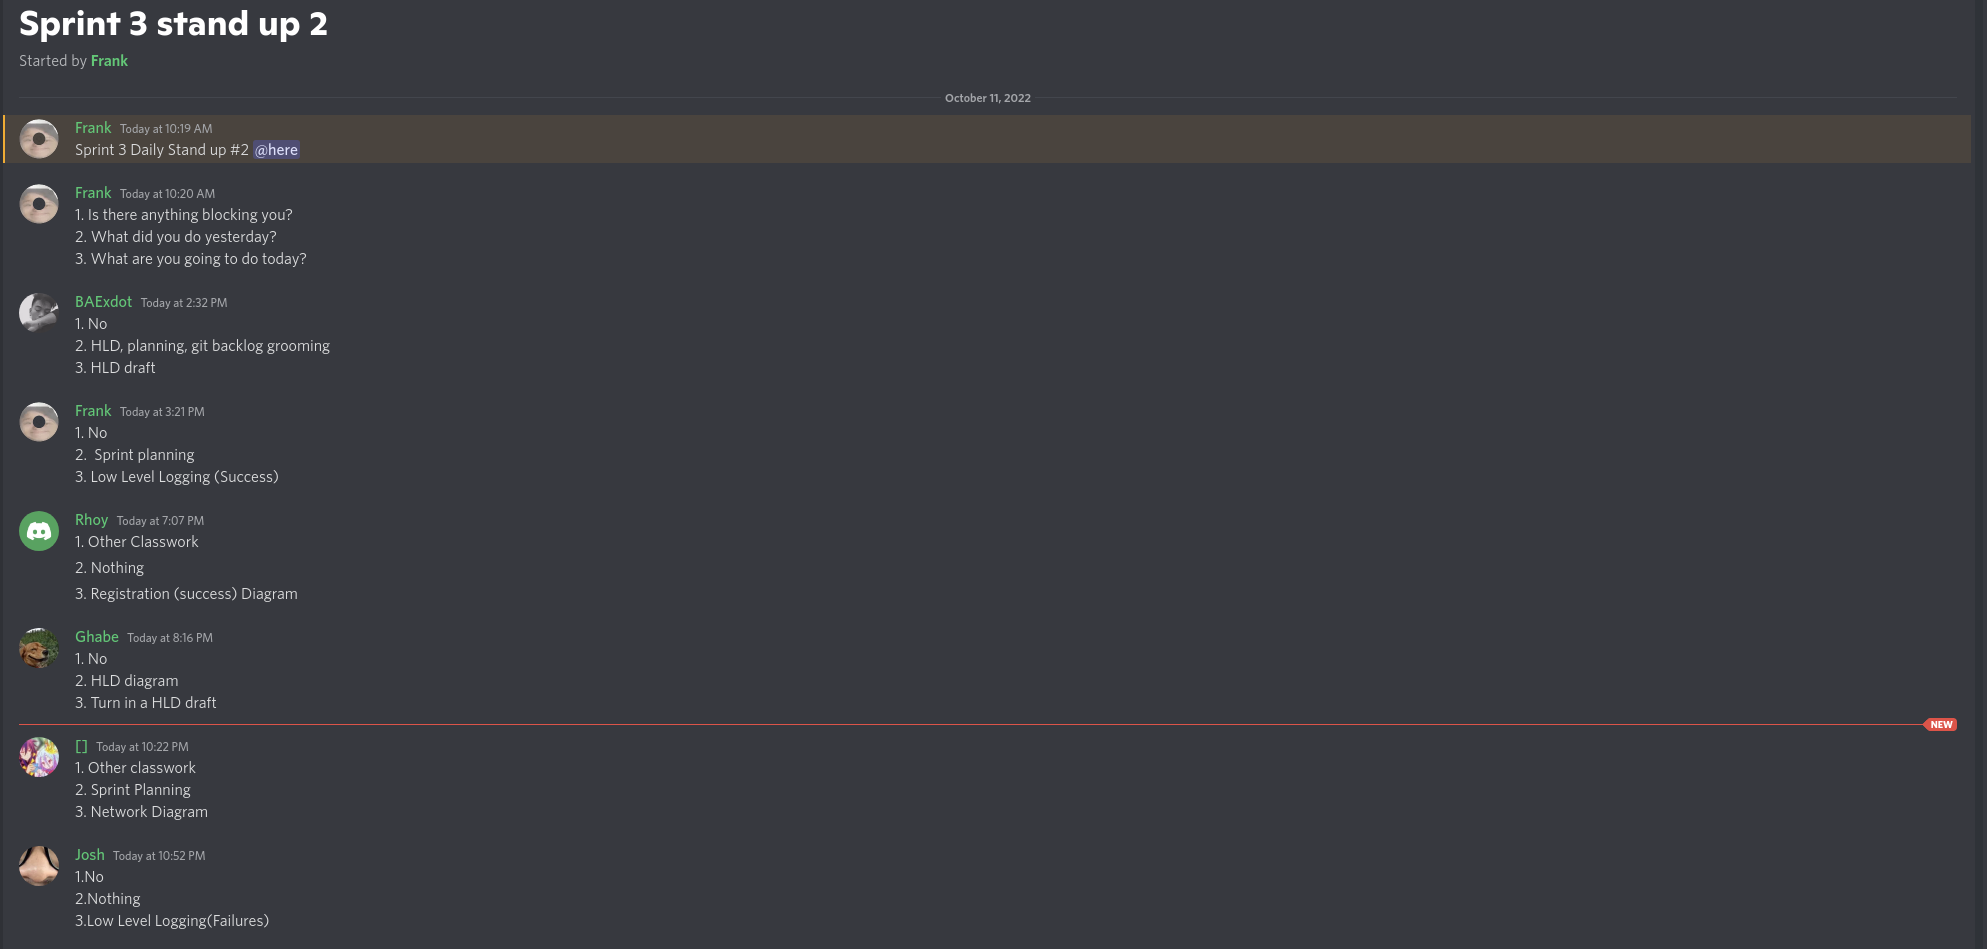 Sprint 3 stand up 2
Started by Frank
October 11, 2022
Frank Today at 10:19 AM
Sprint 3 Daily Stand up #2 @here
Frank Today at 10:20 AM
1. Is there anything blocking you?
2. What did you do yesterday?
3. What are you going to do today?
BAExdot Today at 2:32 PM
1. No
2. HLD, planning, git backlog grooming
3. HLD draft
Frank Today at 3:21 PM
1. No
2.  Sprint planning
3. Low Level Logging (Success)
Rhoy Today at 7:07 PM
1. Other Classwork
2. Nothing
3. Registration (success) Diagram
Ghabe Today at 8:16 PM
1. No
2. HLD diagram
3. Turn in a HLD draft
NEW
[] Today at 10:22 PM
1. Other classwork
2. Sprint Planning
3. Network Diagram
Josh Today at 10:52 PM
1.No
2.Nothing
3.Low Level Logging(Failures)